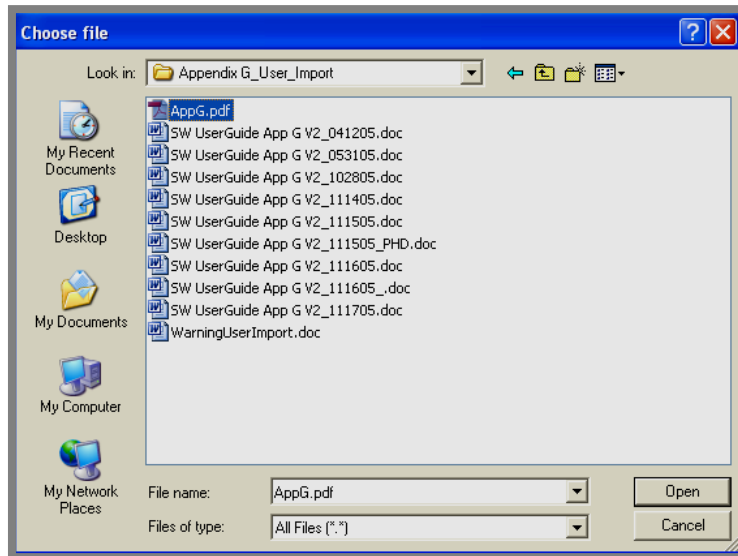 Choose file
Look in:
Appendix G_User_Import
My Recent
Documents
Desktop
My Documents
My Computer
My Network
Places
AppG.pdf
SW UserGuide App G V2_041205.doc
SW UserGuide App G V2_053105.doc
SW UserGuide App G V2_102805.doc
SW UserGuide App G V2_111405.doc
SW UserGuide App G V2_111505.doc
SW UserGuide App G V2_111505_PHD.doc
SW UserGuide App G V2_111605.doc
SW UserGuide App G V2_111605_.doc
SW UserGuide App G V2_111705.doc
WarningUserImport.doc
File name:
AppG.pdf
Open
Files of type:
All Files (*.*)
Cancel